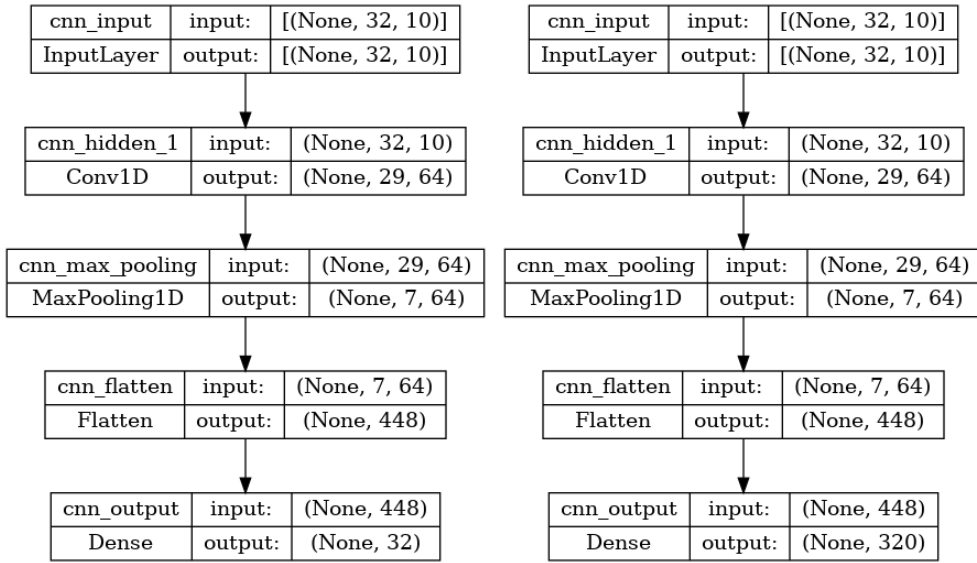 cnn_input input: [(None, 32, 10)]
InputLayer output: [(None, 32, 10)]
cnn_hidden_1 input: (None, 32, 10)
Conv1D output: (None, 29, 64)
cnn_max_pooling input: (None, 29, 64)
MaxPooling1D output: (None, 7, 64)
cnn_flatten input: (None, 7, 64)
Flatten output: (None, 448)
cnn_output input: (None, 448)
Dense output: (None, 32)
cnn_input input: [(None, 32, 10)]
InputLayer output: [(None, 32, 10)]
cnn_hidden_1 input: (None, 32, 10)
Conv1D output: (None, 29, 64)
cnn_max_pooling input: (None, 29, 64)
MaxPooling1D output: (None, 7, 64)
cnn_flatten input: (None, 7, 64)
Flatten output: (None, 448)
cnn_output input: (None, 448)
Dense output: (None, 320)